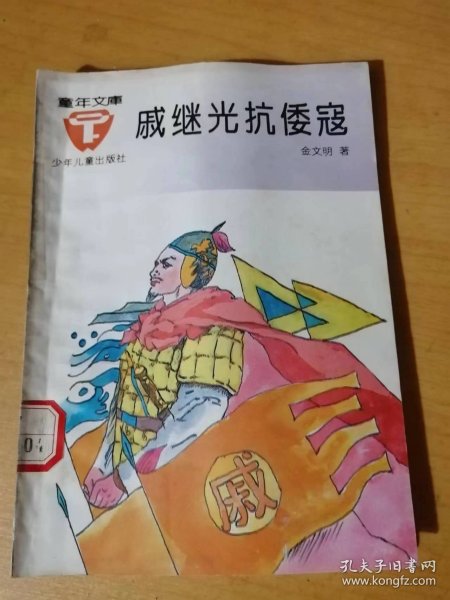 童年文庫
戚继光抗倭寇
金文明 著
少年儿童出版社
戚
孔夫子旧书网
www.kongfz.com